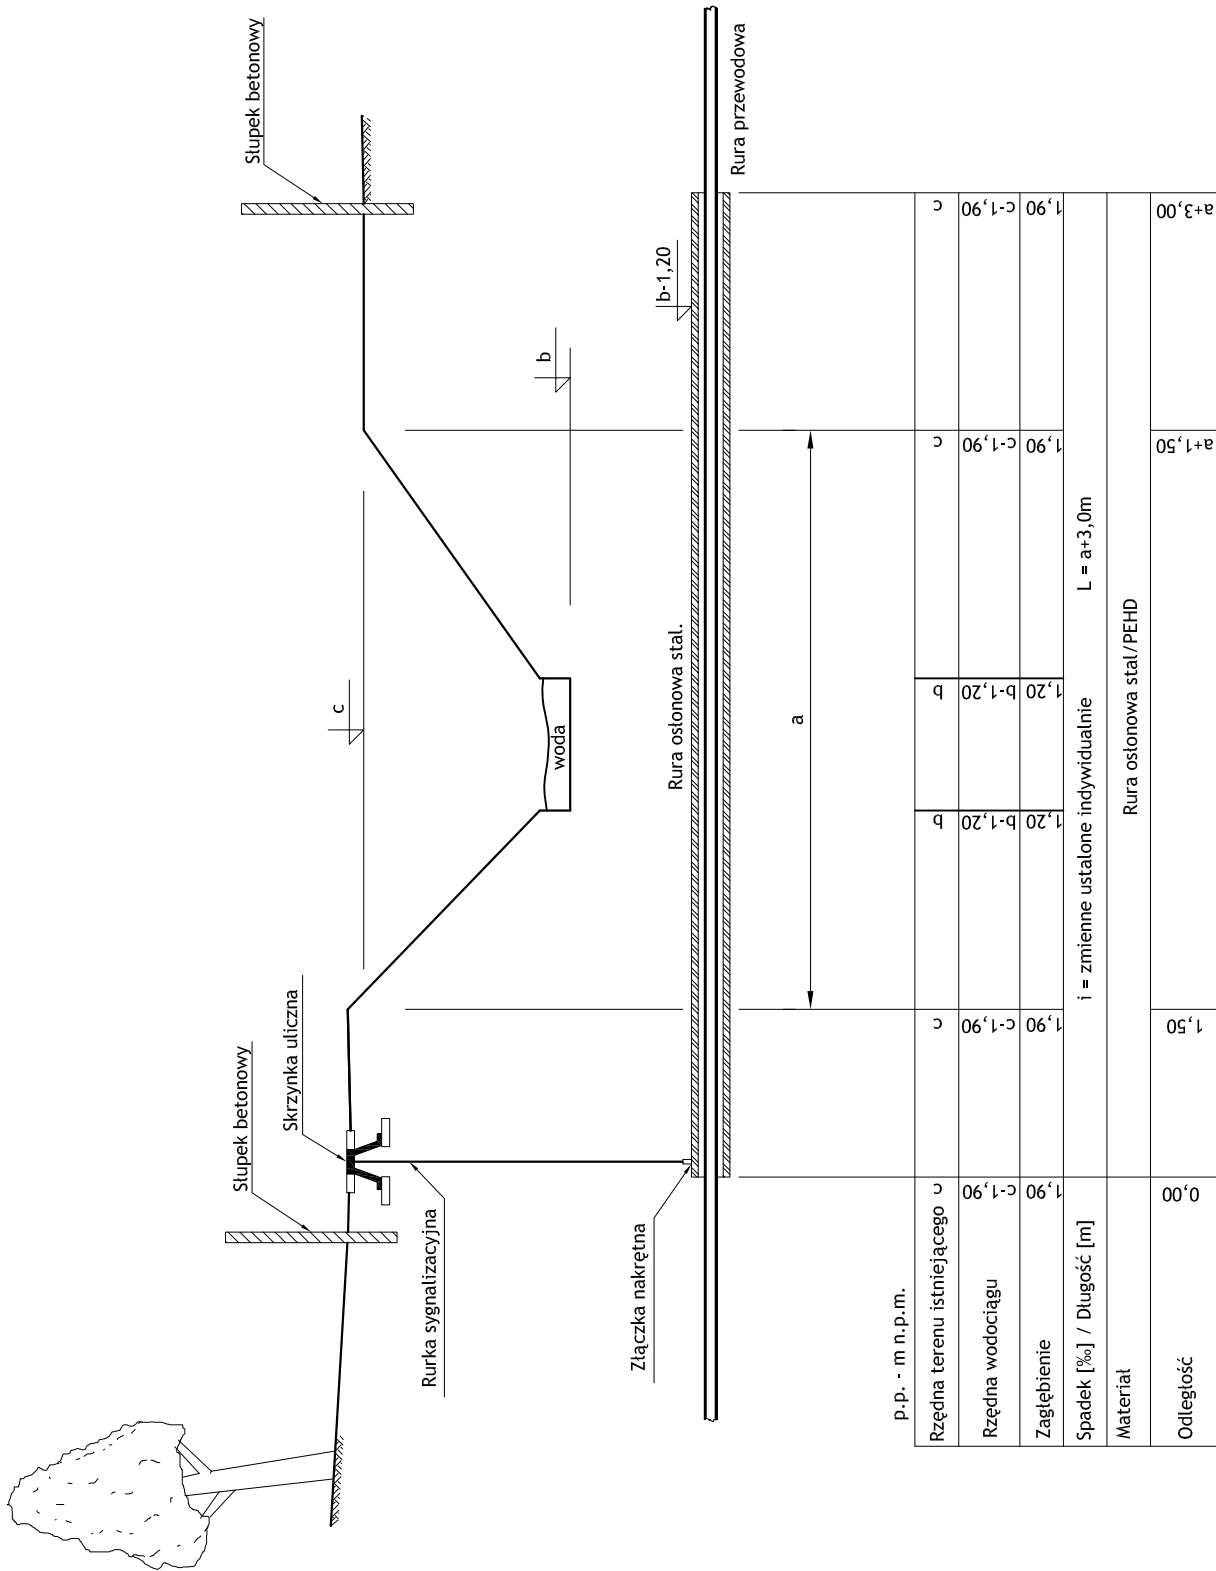 Słupek betonowy
Słupek betonowy
Skrzynka uliczna
c
b
b-1,20
woda
Rurka sygnalizacyjna
Złączka nakrętna
Rura osłonowa stal.
Rura przewodowa
a
p.p. - m n.p.m.
Rzędna terenu istniejącego c c b b c c
Rzędna wodociągu c-1,90 c-1,90 b-1,20 b-1,20 c-1,90 c-1,90
Zagłębienie 1,90 1,90 1,20 1,20 1,90 1,90
Spadek [‰] / Długość [m] i = zmienne ustalone indywidualnie L = a+3,0m
Materiał Rura osłonowa stal/PEHD
Odległość 0,00 1,50 a+1,50 a+3,00